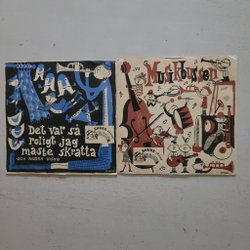 Det var så
roligt jag
måste skratta
OCH ANDRA VISOR
Musikbussen